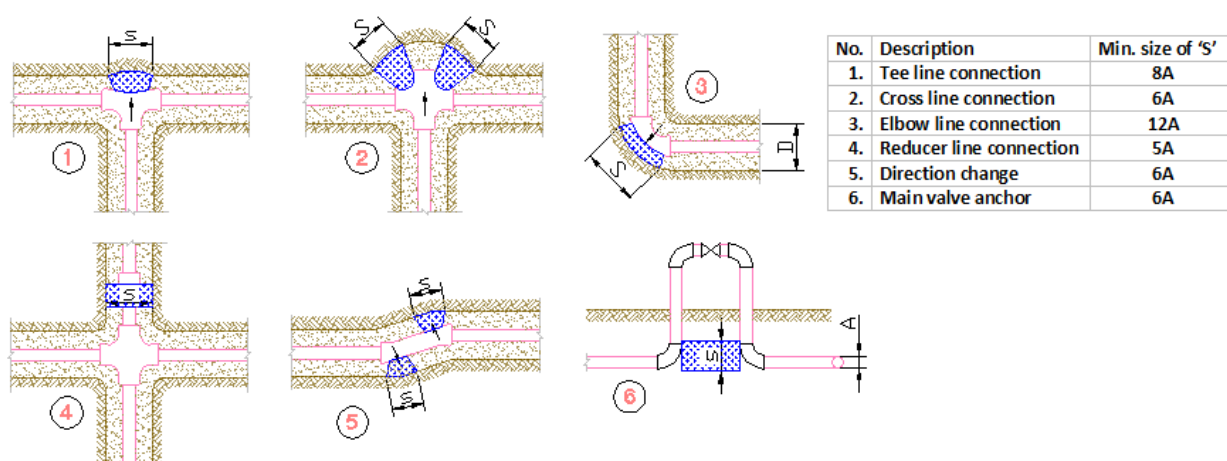 S
S
S
1
2
3
D
S
No. Description Min. size of ‘S’
1. Tee line connection 8A
2. Cross line connection 6A
3. Elbow line connection 12A
4. Reducer line connection 5A
5. Direction change 6A
6. Main valve anchor 6A
S
4
S
S
5
S
A
6